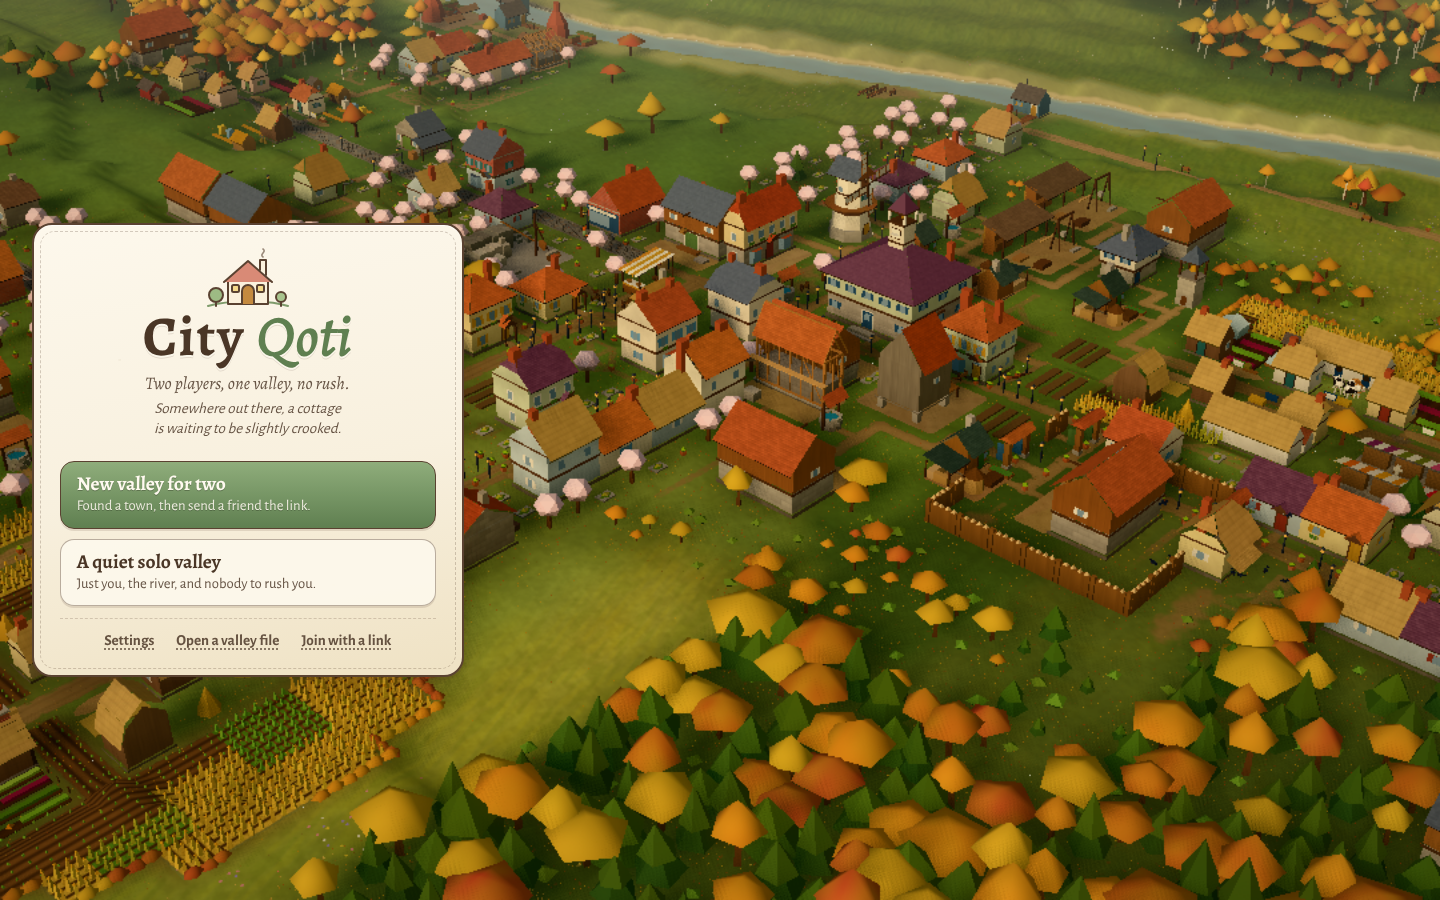 City Qoti
Two players, one valley, no rush.
Somewhere out there, a cottage
is waiting to be slightly crooked.
New valley for two
Found a town, then send a friend the link.
A quiet solo valley
Just you, the river, and nobody to rush you.
Settings Open a valley file Join with a link